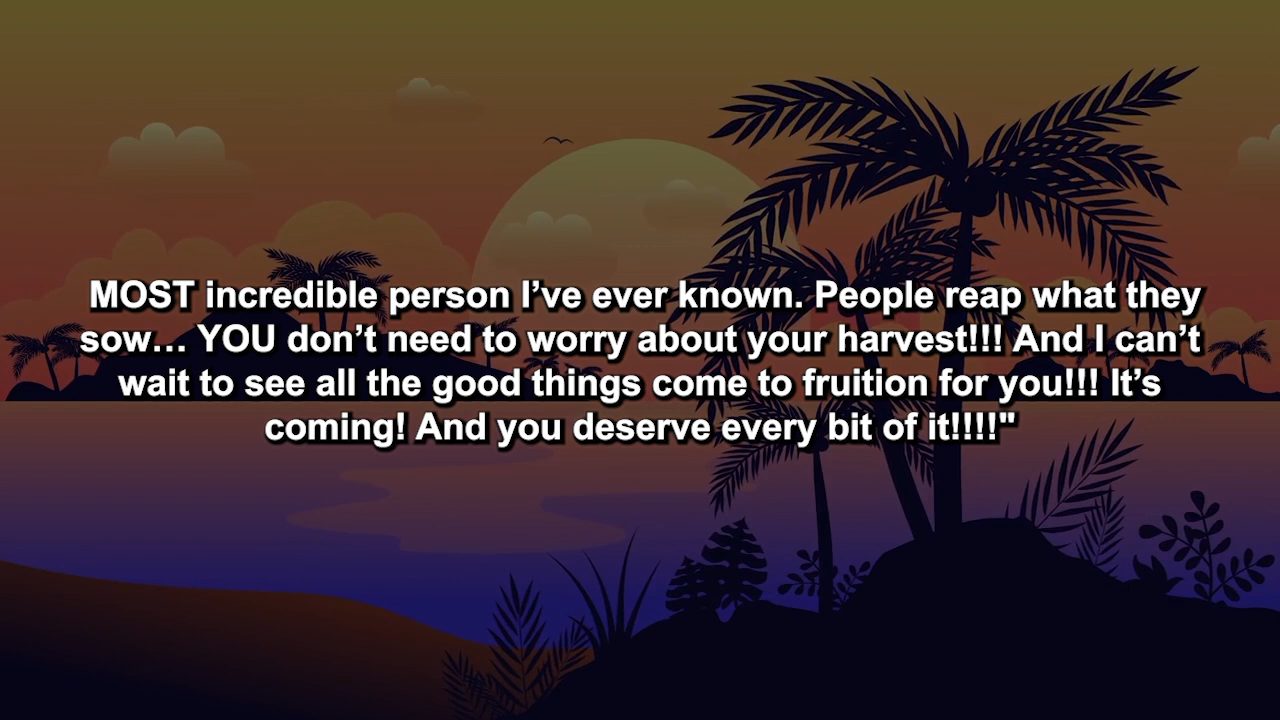 MOST incredible person I’ve ever known. People reap what they
sow… YOU don’t need to worry about your harvest!!! And I can’t
wait to see all the good things come to fruition for you!!! It’s
coming! And you deserve every bit of it!!!!"